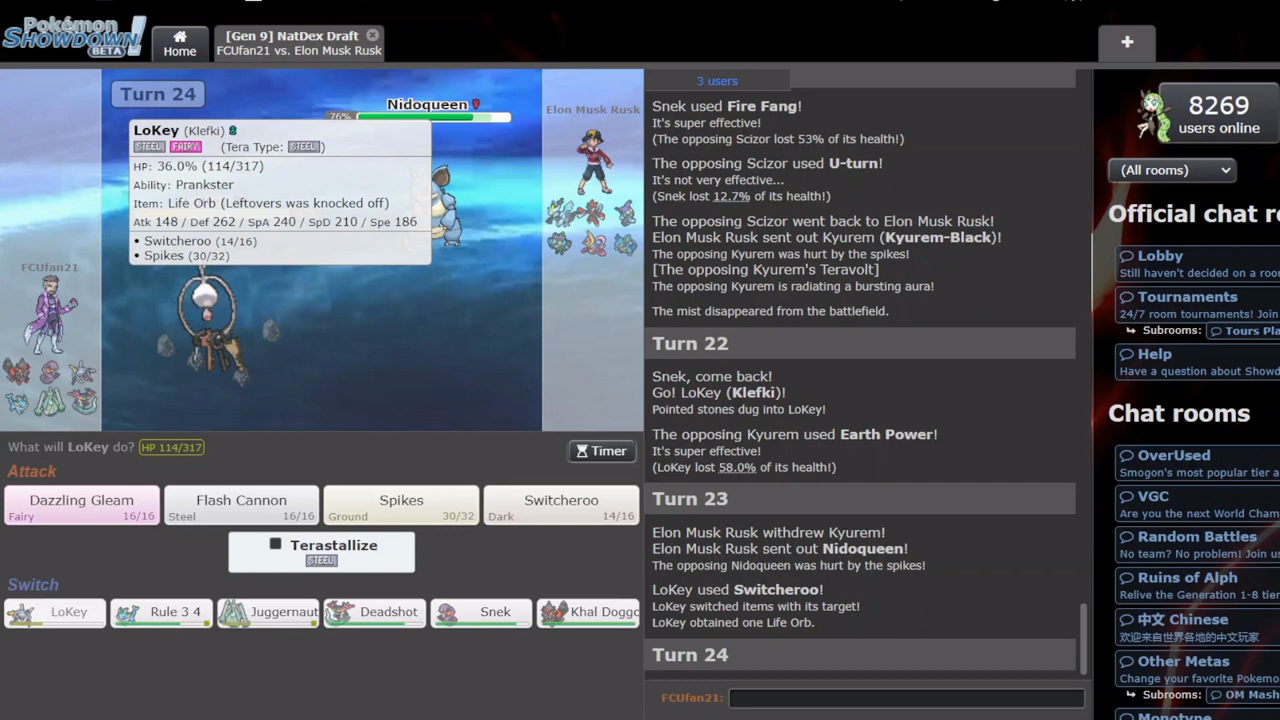 Pokémon
SHOWDOWN!
BETA
Home
[Gen 9] NatDex Draft
FCUfan21 vs. Elon Musk Rusk
+
Turn 24
Nidoqueen
76%
LoKey (Klefki)
STEEL FAIRY (Tera Type: STEEL)
HP: 36.0% (114/317)
Ability: Prankster
Item: Life Orb (Leftovers was knocked off)
Atk 148 / Def 262 / SpA 240 / SpD 210 / Spe 186
• Switcheroo (14/16)
• Spikes (30/32)
FCUfan21
Elon Musk Rusk
What will LoKey do? HP 114/317
Timer
Attack
Dazzling Gleam
Fairy 16/16
Flash Cannon
Steel 16/16
Spikes
Ground 30/32
Switcheroo
Dark 14/16
Terastallize
STEEL
Switch
LoKey
Rule 3 4
Juggernaut
Deadshot
Snek
Khal Doggo
3 users
Snek used Fire Fang!
It's super effective!
(The opposing Scizor lost 53% of its health!)
The opposing Scizor used U-turn!
It's not very effective...
(Snek lost 12.7% of its health!)
The opposing Scizor went back to Elon Musk Rusk!
Elon Musk Rusk sent out Kyurem (Kyurem-Black)!
The opposing Kyurem was hurt by the spikes!
[The opposing Kyurem's Teravolt]
The opposing Kyurem is radiating a bursting aura!
The mist disappeared from the battlefield.
Turn 22
Snek, come back!
Go! LoKey (Klefki)!
Pointed stones dug into LoKey!
The opposing Kyurem used Earth Power!
It's super effective!
(LoKey lost 58.0% of its health!)
Turn 23
Elon Musk Rusk withdrew Kyurem!
Elon Musk Rusk sent out Nidoqueen!
The opposing Nidoqueen was hurt by the spikes!
LoKey used Switcheroo!
LoKey switched items with its target!
LoKey obtained one Life Orb.
Turn 24
FCUfan21:
8269
users online
(All rooms)
Official chat ro
Lobby
Still haven't decided on a roo
Tournaments
24/7 room tournaments! Join
↳ Subrooms: Tours Pla
Help
Have a question about Showd
Chat rooms
OverUsed
Smogon's most popular tier a
VGC
Are you the next World Cham
Random Battles
No team? No problem! Join us
Ruins of Alph
Relive the Generation 1-8 tier
中文 Chinese
欢迎来自世界各地的中文玩家
Other Metas
Change your favorite Pokemo
↳ Subrooms: OM Mash
Monotype